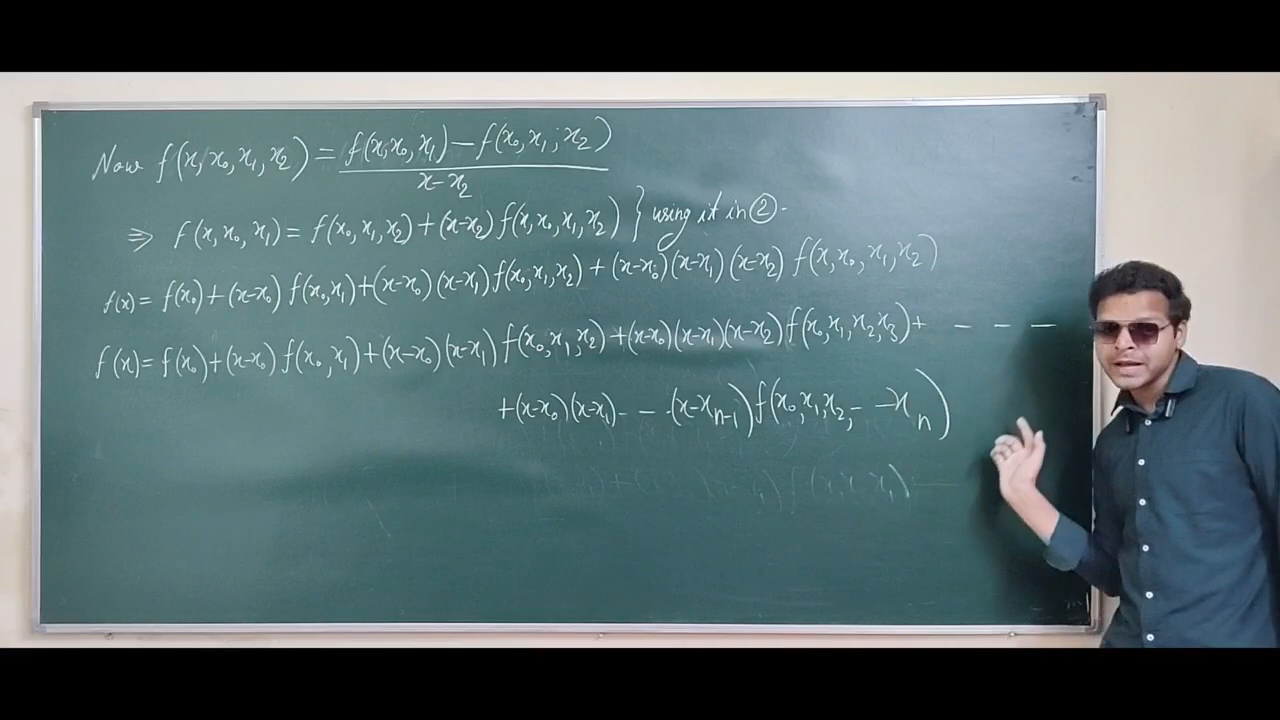 Now f(x, x₀, x₁, x₂) = (f(x, x₀, x₁) − f(x₀, x₁, x₂)) / (x − x₂)
⇒ f(x, x₀, x₁) = f(x₀, x₁, x₂) + (x−x₂) f(x, x₀, x₁, x₂) } using it in ②.
f(x) = f(x₀) + (x−x₀) f(x₀, x₁) + (x−x₀)(x−x₁) f(x₀, x₁, x₂) + (x−x₀)(x−x₁)(x−x₂) f(x, x₀, x₁, x₂)
f(x) = f(x₀) + (x−x₀) f(x₀, x₁) + (x−x₀)(x−x₁) f(x₀, x₁, x₂) + (x−x₀)(x−x₁)(x−x₂) f(x₀, x₁, x₂, x₃) + − − −
+ (x−x₀)(x−x₁) − − . (x−xₙ₋₁) f(x₀, x₁, x₂, − − xₙ)